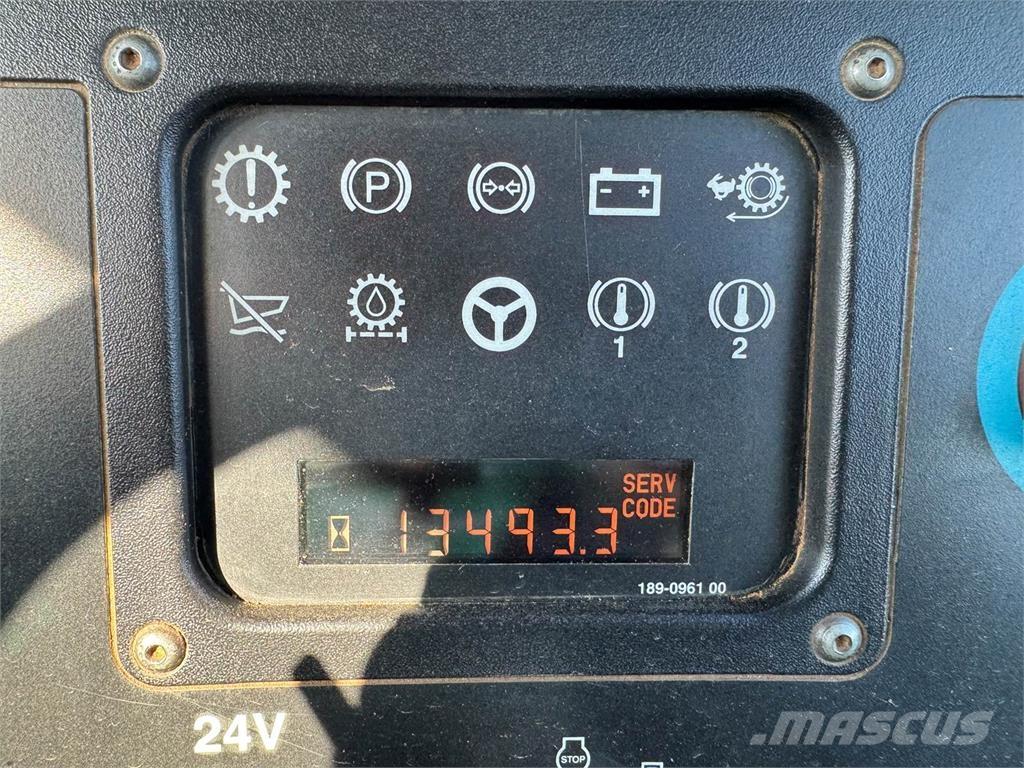 P
1
2
SERV
CODE
13493.3
189-0961 00
24V
STOP
MASCUS